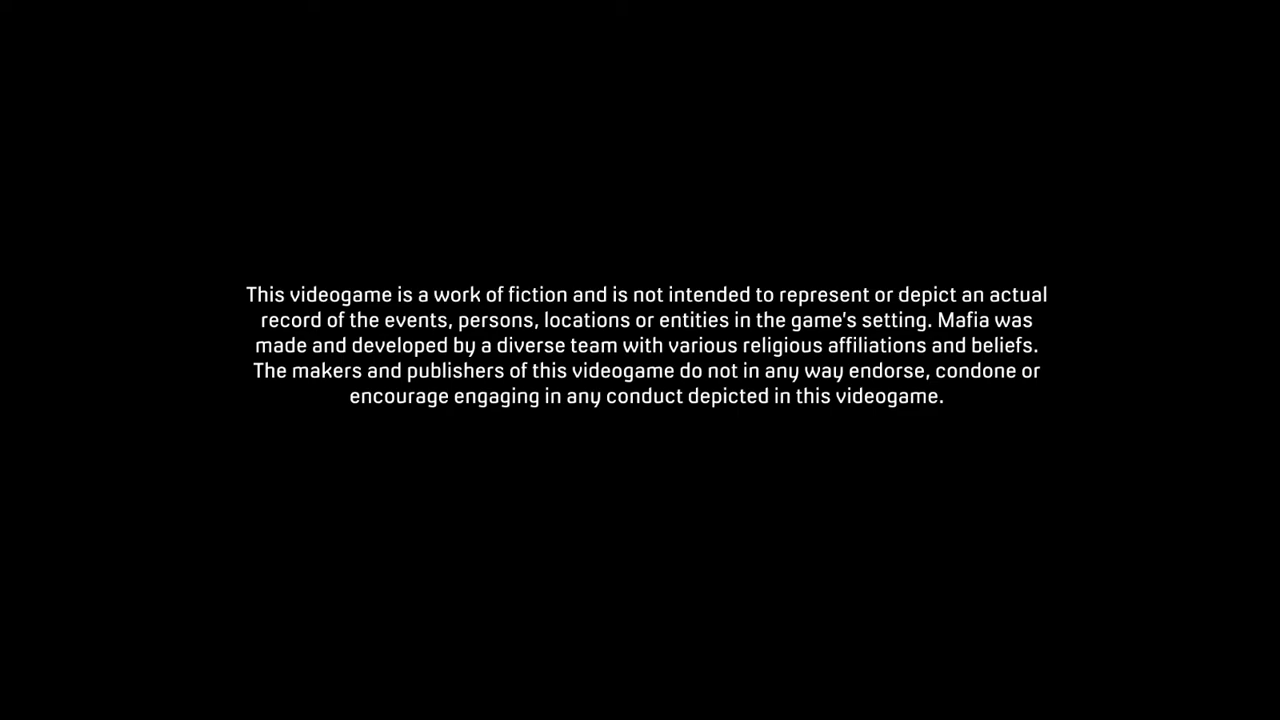 This videogame is a work of fiction and is not intended to represent or depict an actual
record of the events, persons, locations or entities in the game's setting. Mafia was
made and developed by a diverse team with various religious affiliations and beliefs.
The makers and publishers of this videogame do not in any way endorse, condone or
encourage engaging in any conduct depicted in this videogame.